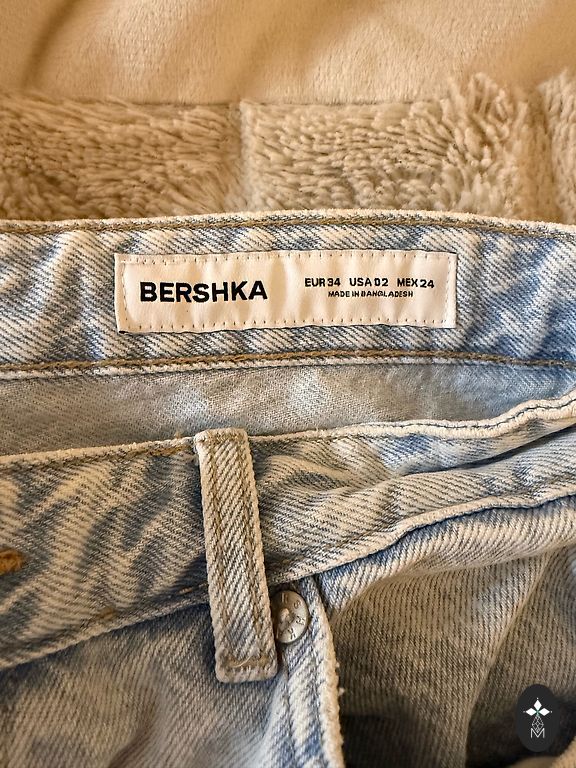 BERSHKA
EUR 34 USA 02 MEX 24
MADE IN BANGLADESH
M